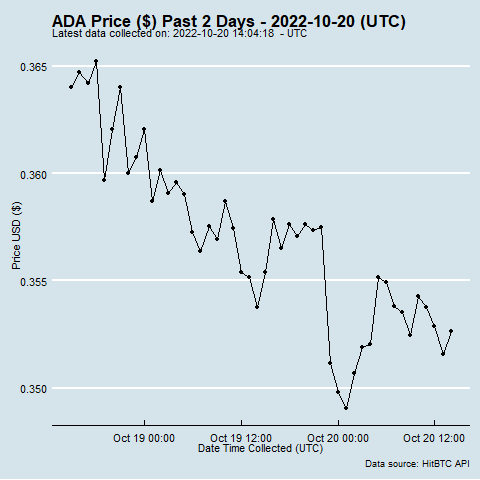 ADA Price ($) Past 2 Days - 2022-10-20 (UTC)
Latest data collected on: 2022-10-20 14:04:18 - UTC
0.365
0.360
0.355
0.350
Price USD ($)
Oct 19 00:00 Oct 19 12:00 Oct 20 00:00 Oct 20 12:00
Date Time Collected (UTC)
Data source: HitBTC API